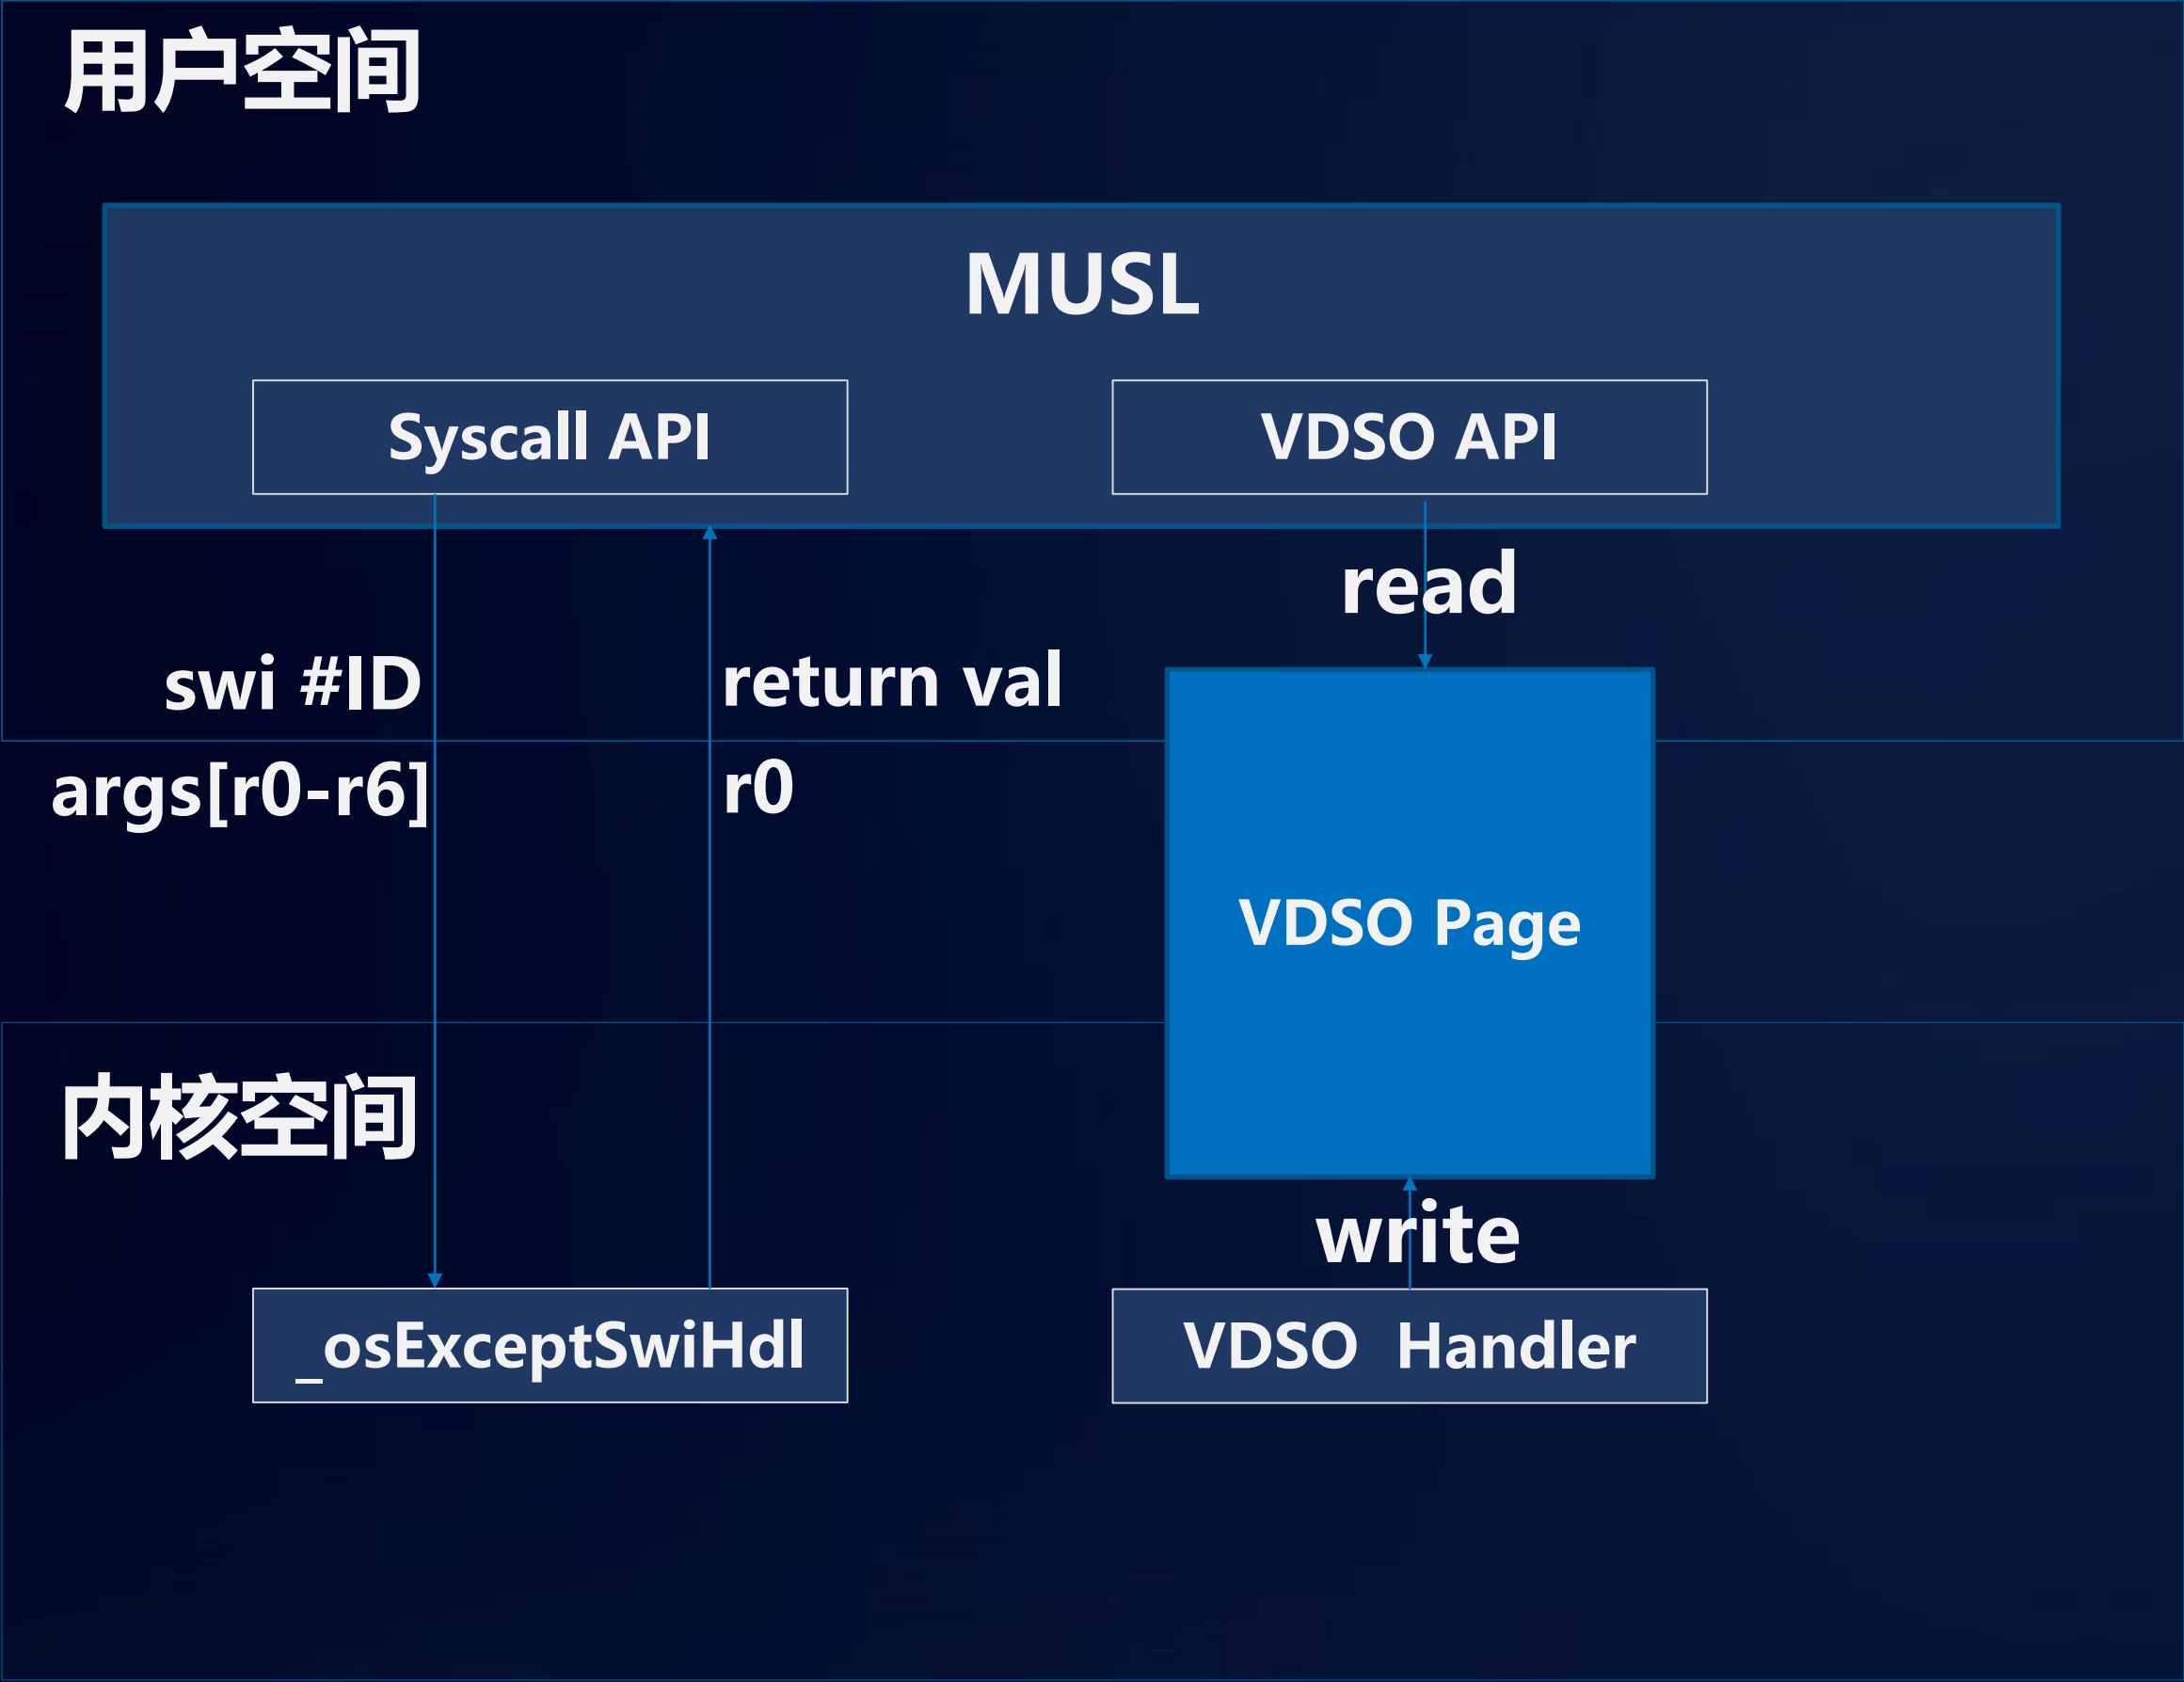 用户空间
MUSL
Syscall API
VDSO API
read
swi #ID
return val
args[r0-r6]
r0
VDSO Page
内核空间
write
_osExceptSwiHdl
VDSO Handler